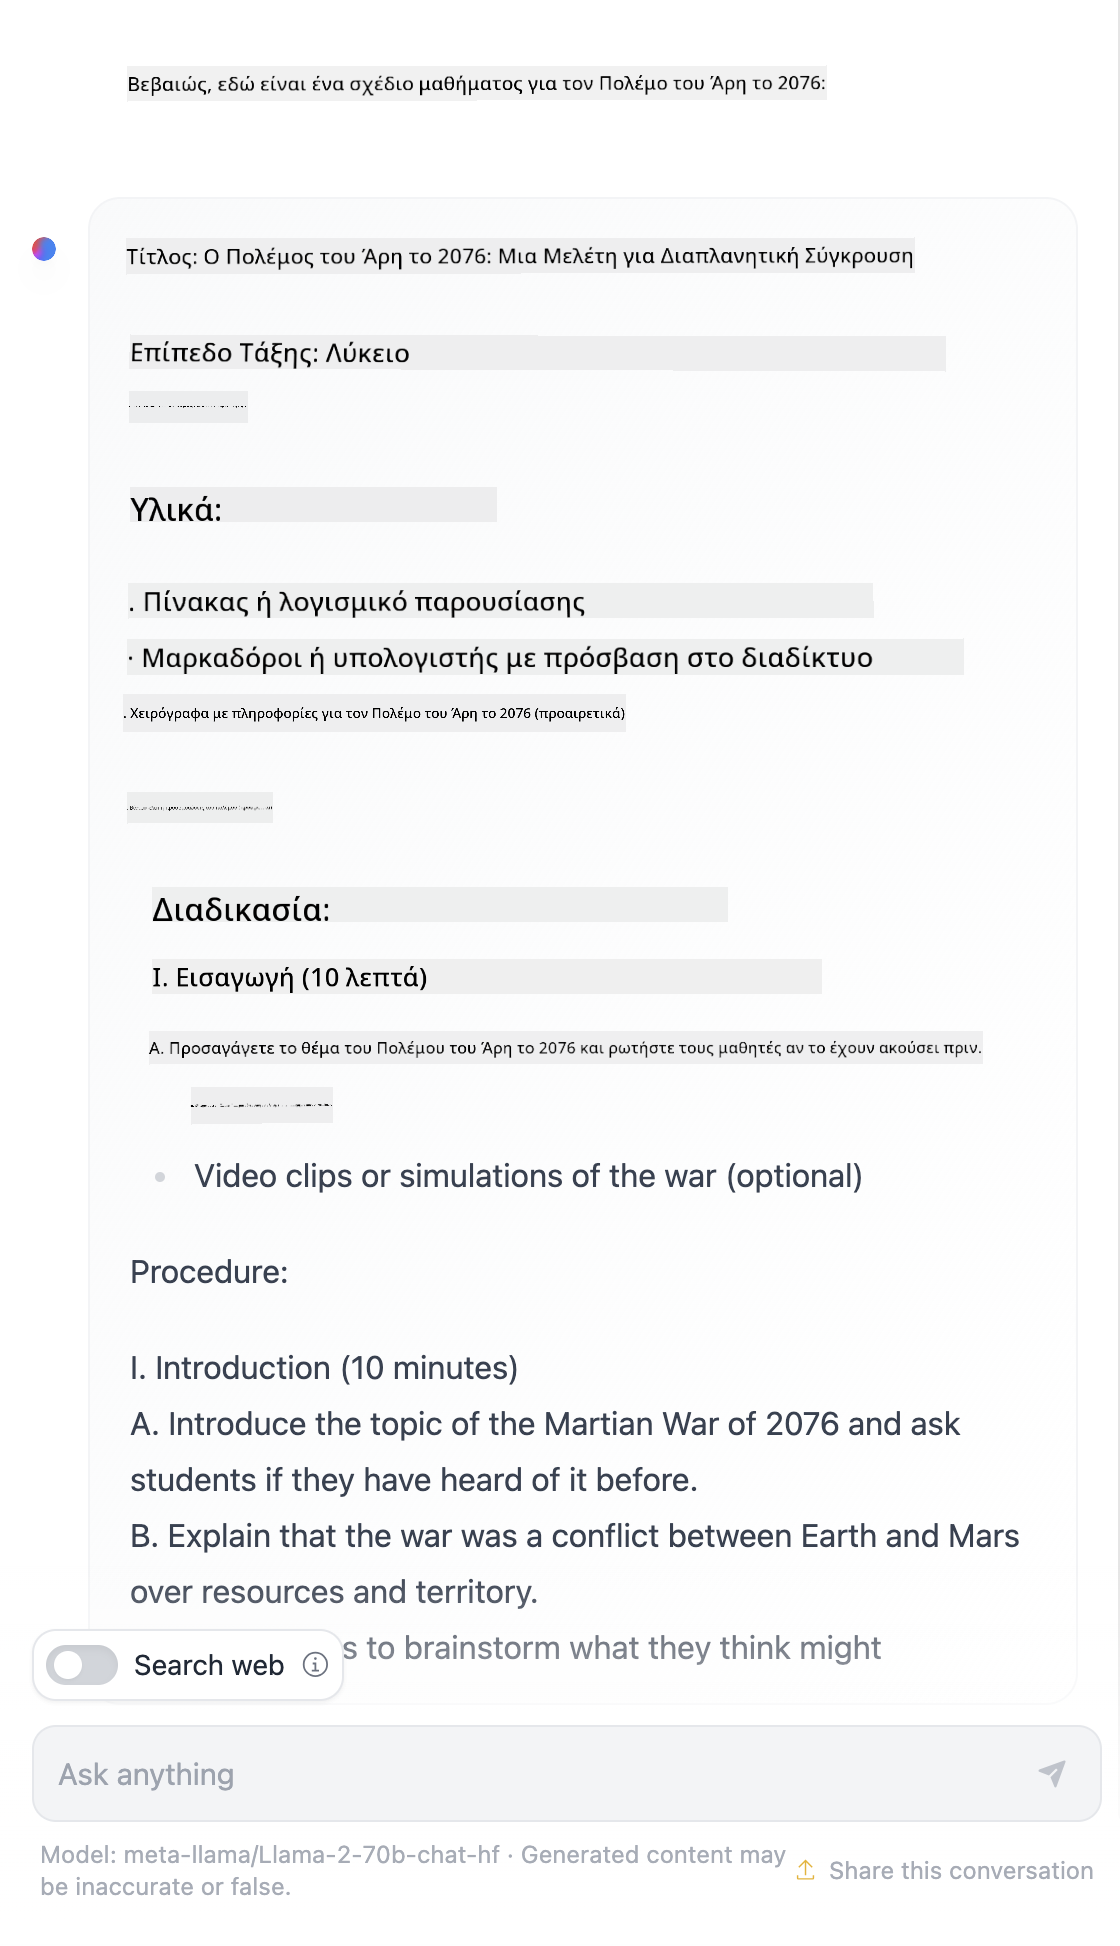 Βεβαιώς, εδώ είναι ένα σχέδιο μαθήματος για τον Πολέμο του Άρη το 2076:
Τίτλος: Ο Πολέμος του Άρη το 2076: Μια Μελέτη για Διαπλανητική Σύγκρουση
Επίπεδο Τάξης: Λύκειο
Υλικά:
. Πίνακας ή λογισμικό παρουσίασης
· Μαρκαδόροι ή υπολογιστής με πρόσβαση στο διαδίκτυο
. Χειρόγραφα με πληροφορίες για τον Πολέμο του Άρη το 2076 (προαιρετικά)
Διαδικασία:
I. Εισαγωγή (10 λεπτά)
Α. Προσαγάγετε το θέμα του Πολέμου του Άρη το 2076 και ρωτήστε τους μαθητές αν το έχουν ακούσει πριν.
• Video clips or simulations of the war (optional)
Procedure:
I. Introduction (10 minutes)
A. Introduce the topic of the Martian War of 2076 and ask
students if they have heard of it before.
B. Explain that the war was a conflict between Earth and Mars
over resources and territory.
s to brainstorm what they think might
Search web
Ask anything
Model: meta-llama/Llama-2-70b-chat-hf · Generated content may
be inaccurate or false.
Share this conversation